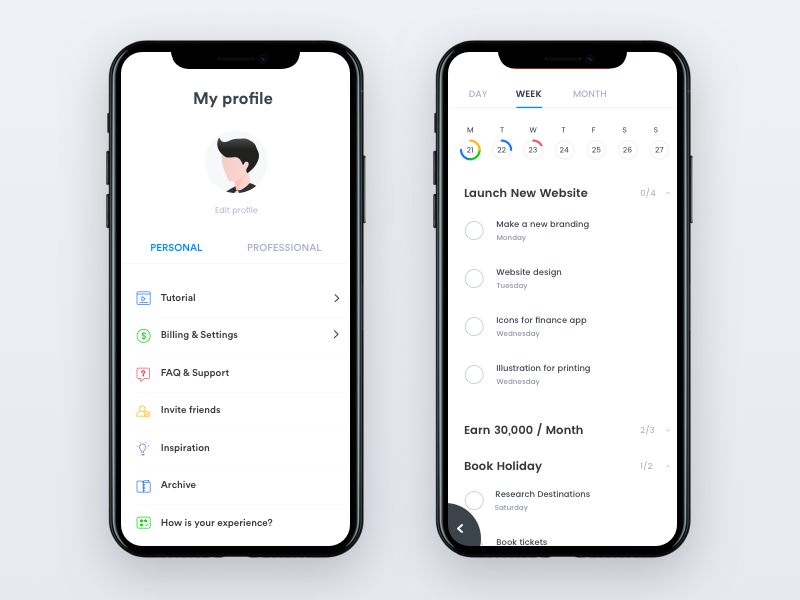 My profile
Edit profile
PERSONAL PROFESSIONAL
Tutorial
Billing & Settings
FAQ & Support
Invite friends
Inspiration
Archive
How is your experience?
DAY WEEK MONTH
M T W T F S S
21 22 23 24 25 26 27
Launch New Website 0/4
Make a new branding
Monday
Website design
Tuesday
Icons for finance app
Wednesday
Illustration for printing
Wednesday
Earn 30,000 / Month 2/3
Book Holiday 1/2
Research Destinations
Saturday
Book tickets